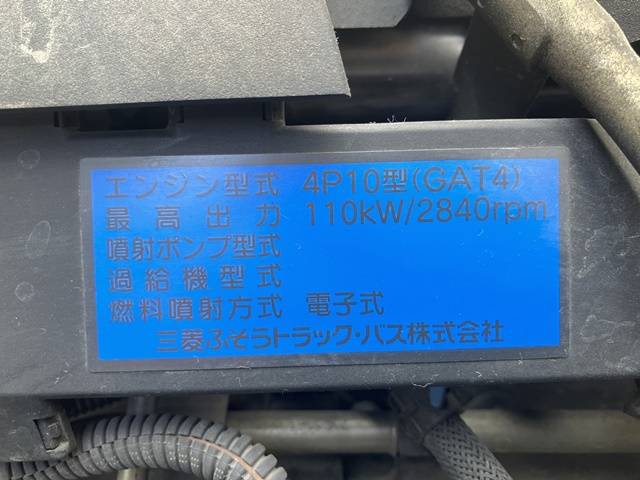 エンジン型式 4P10型(GAT4)
最高出力 110kW/2840rpm
噴射ポンプ型式
過給機型式
燃料噴射方式 電子式
三菱ふそうトラック・バス株式会社